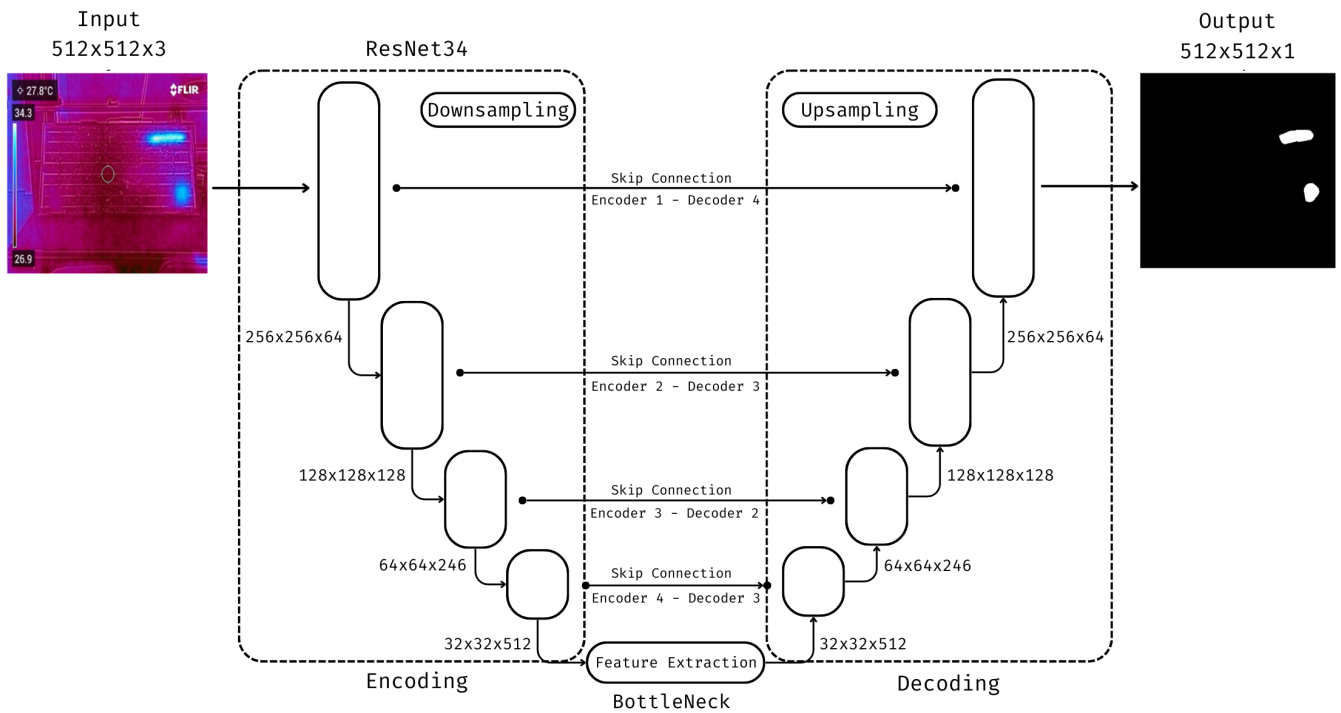 Input
512x512x3
27.8°C
FLIR
34.3
26.9
ResNet34
Downsampling
Upsampling
Output
512x512x1
Skip Connection
Encoder 1 - Decoder 4
256x256x64
256x256x64
Skip Connection
Encoder 2 - Decoder 3
128x128x128
128x128x128
Skip Connection
Encoder 3 - Decoder 2
64x64x246
64x64x246
Skip Connection
Encoder 4 - Decoder 3
32x32x512
32x32x512
Feature Extraction
Encoding
BottleNeck
Decoding